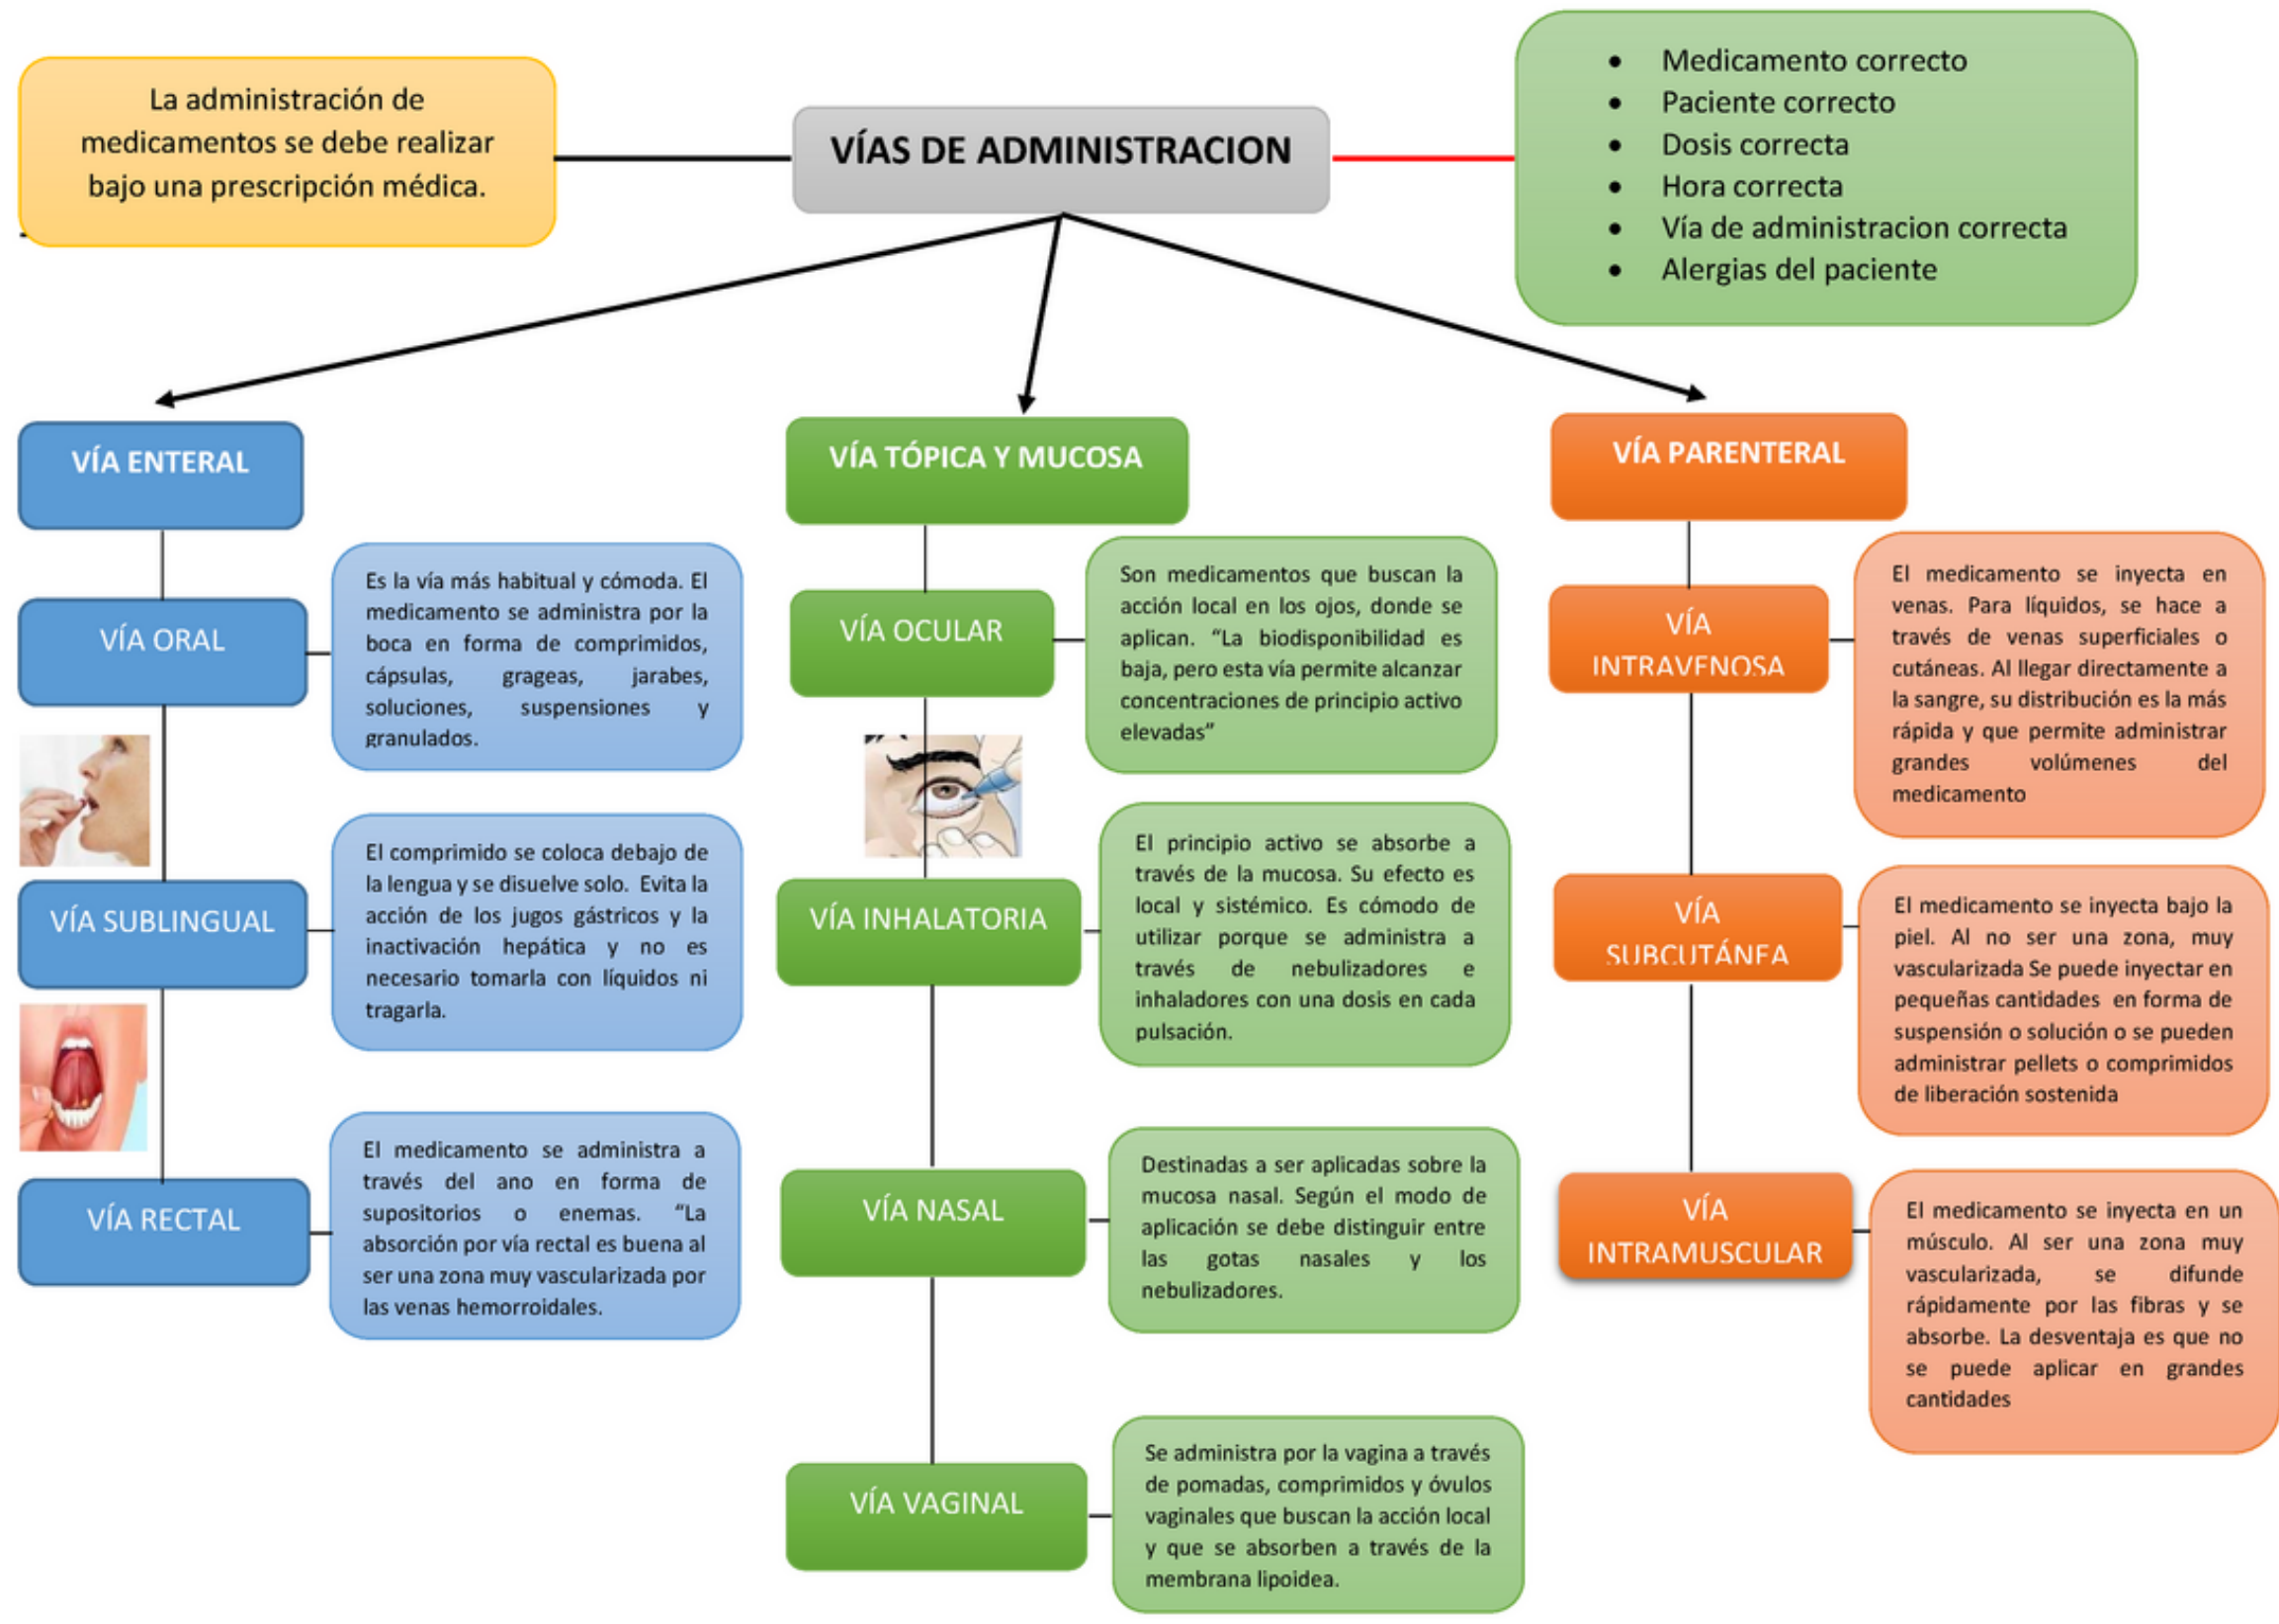 La administración de
medicamentos se debe realizar
bajo una prescripción médica.
VÍAS DE ADMINISTRACION
• Medicamento correcto
• Paciente correcto
• Dosis correcta
• Hora correcta
• Vía de administracion correcta
• Alergias del paciente
VÍA ENTERAL
VÍA ORAL
Es la vía más habitual y cómoda. El
medicamento se administra por la
boca en forma de comprimidos,
cápsulas, grageas, jarabes,
soluciones, suspensiones y
granulados.
VÍA SUBLINGUAL
El comprimido se coloca debajo de
la lengua y se disuelve solo. Evita la
acción de los jugos gástricos y la
inactivación hepática y no es
necesario tomarla con líquidos ni
tragarla.
VÍA RECTAL
El medicamento se administra a
través del ano en forma de
supositorios o enemas. “La
absorción por vía rectal es buena al
ser una zona muy vascularizada por
las venas hemorroidales.
VÍA TÓPICA Y MUCOSA
VÍA OCULAR
Son medicamentos que buscan la
acción local en los ojos, donde se
aplican. “La biodisponibilidad es
baja, pero esta vía permite alcanzar
concentraciones de principio activo
elevadas”
VÍA INHALATORIA
El principio activo se absorbe a
través de la mucosa. Su efecto es
local y sistémico. Es cómodo de
utilizar porque se administra a
través de nebulizadores e
inhaladores con una dosis en cada
pulsación.
VÍA NASAL
Destinadas a ser aplicadas sobre la
mucosa nasal. Según el modo de
aplicación se debe distinguir entre
las gotas nasales y los
nebulizadores.
VÍA VAGINAL
Se administra por la vagina a través
de pomadas, comprimidos y óvulos
vaginales que buscan la acción local
y que se absorben a través de la
membrana lipoidea.
VÍA PARENTERAL
VÍA
INTRAVENOSA
El medicamento se inyecta en
venas. Para líquidos, se hace a
través de venas superficiales o
cutáneas. Al llegar directamente a
la sangre, su distribución es la más
rápida y que permite administrar
grandes volúmenes del
medicamento
VÍA
SUBCUTÁNEA
El medicamento se inyecta bajo la
piel. Al no ser una zona, muy
vascularizada Se puede inyectar en
pequeñas cantidades en forma de
suspensión o solución o se pueden
administrar pellets o comprimidos
de liberación sostenida
VÍA
INTRAMUSCULAR
El medicamento se inyecta en un
músculo. Al ser una zona muy
vascularizada, se difunde
rápidamente por las fibras y se
absorbe. La desventaja es que no
se puede aplicar en grandes
cantidades